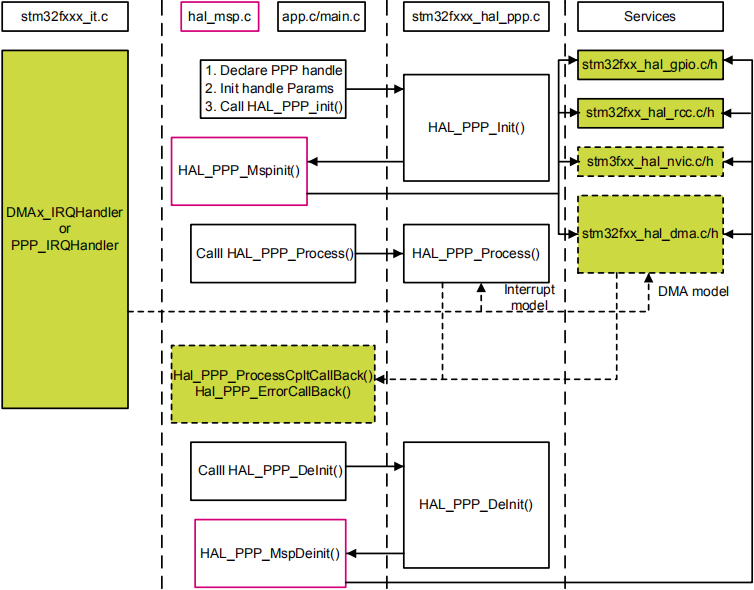 stm32fxxx_it.c
hal_msp.c
app.c/main.c
stm32fxxx_hal_ppp.c
Services
1. Declare PPP handle
2. Init handle Params
3. Call HAL_PPP_init()
HAL_PPP_Init()
stm32fxx_hal_gpio.c/h
stm32fxx_hal_rcc.c/h
stm3fxx_hal_nvic.c/h
stm32fxx_hal_dma.c/h
HAL_PPP_Mspinit()
DMAx_IRQHandler
or
PPP_IRQHandler
Calll HAL_PPP_Process()
HAL_PPP_Process()
Interrupt
model
DMA model
Hal_PPP_ProcessCpltCallBack()
Hal_PPP_ErrorCallBack()
Calll HAL_PPP_DeInit()
HAL_PPP_DeInit()
HAL_PPP_MspDeinit()